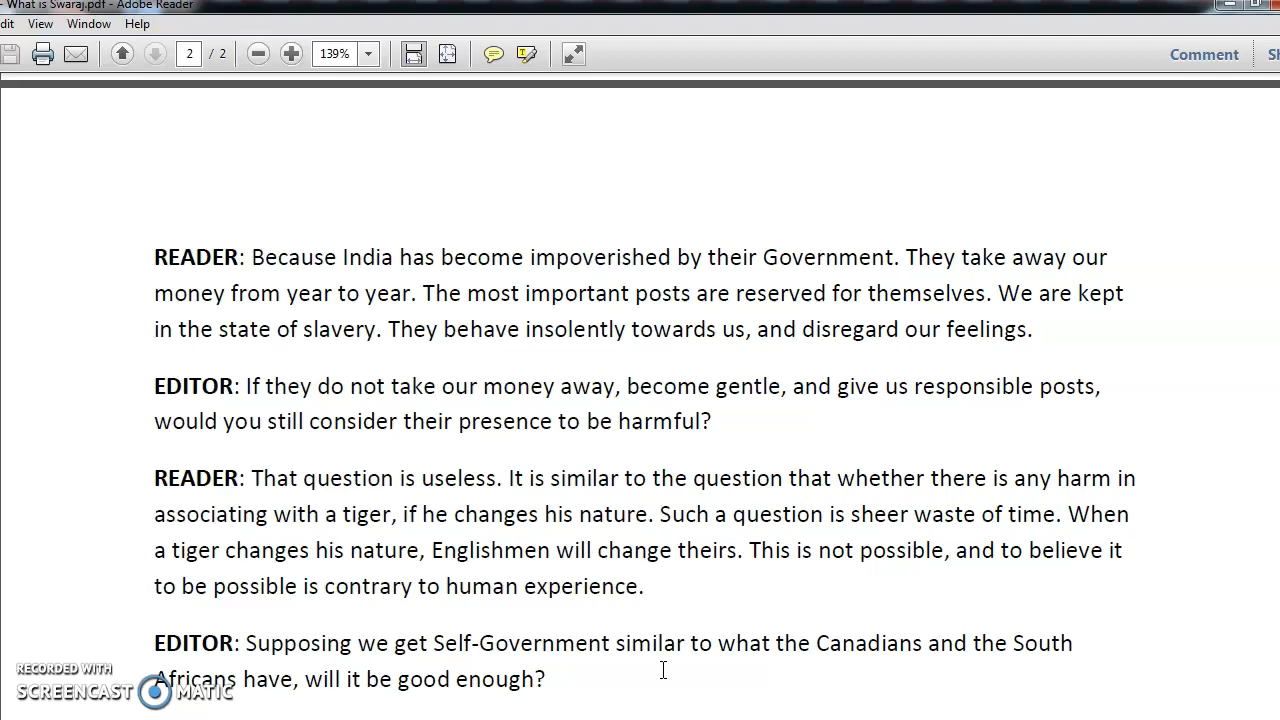 - What is Swaraj.pdf - Adobe Reader
dit View Window Help
2 / 2 139% Comment
READER: Because India has become impoverished by their Government. They take away our
money from year to year. The most important posts are reserved for themselves. We are kept
in the state of slavery. They behave insolently towards us, and disregard our feelings.
EDITOR: If they do not take our money away, become gentle, and give us responsible posts,
would you still consider their presence to be harmful?
READER: That question is useless. It is similar to the question that whether there is any harm in
associating with a tiger, if he changes his nature. Such a question is sheer waste of time. When
a tiger changes his nature, Englishmen will change theirs. This is not possible, and to believe it
to be possible is contrary to human experience.
EDITOR: Supposing we get Self-Government similar to what the Canadians and the South
Africans have, will it be good enough?
RECORDED WITH
SCREENCAST MATIC